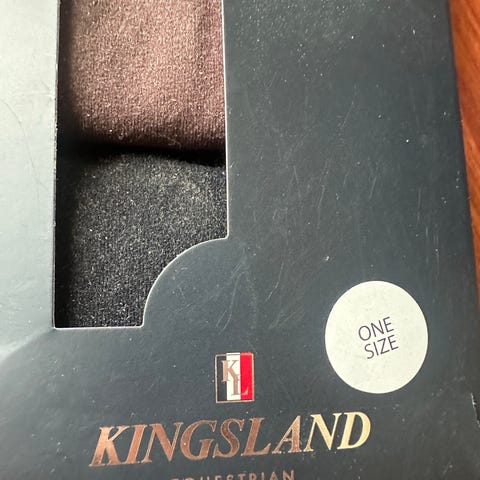 ONE
SIZE
KL
KINGSLAND
EQUESTRIAN